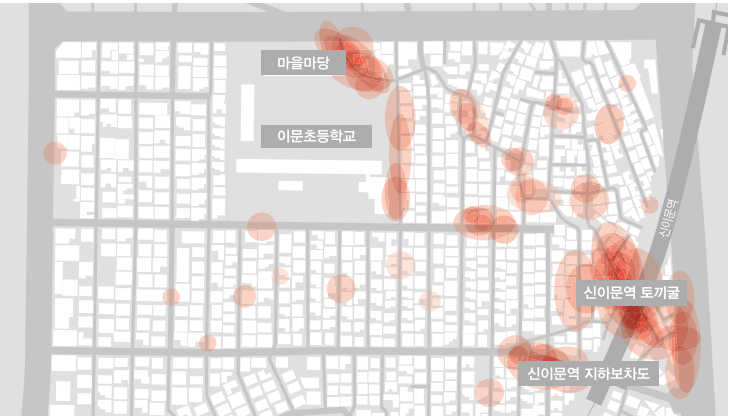 마을마당
이문초등학교
신이문역
신이문역 토끼굴
신이문역 지하보차도